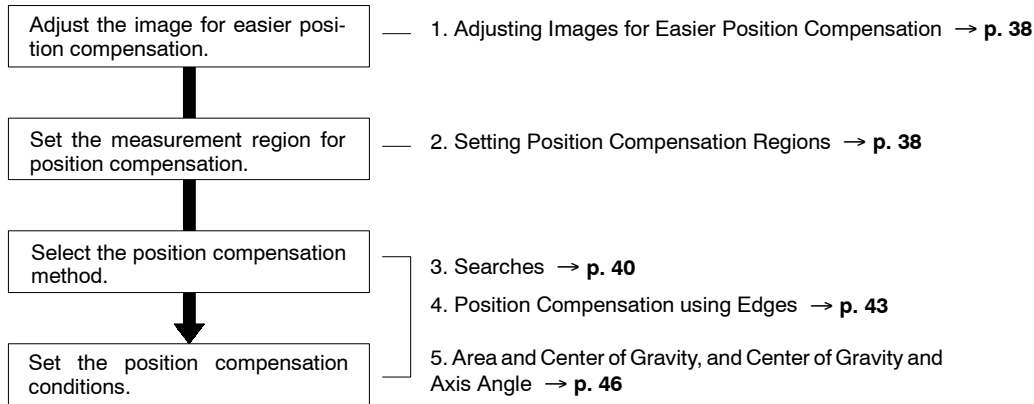 Adjust the image for easier posi-
tion compensation.
1. Adjusting Images for Easier Position Compensation → p. 38
Set the measurement region for
position compensation.
2. Setting Position Compensation Regions → p. 38
Select the position compensation
method.
3. Searches → p. 40
4. Position Compensation using Edges → p. 43
Set the position compensation
conditions.
5. Area and Center of Gravity, and Center of Gravity and
Axis Angle → p. 46